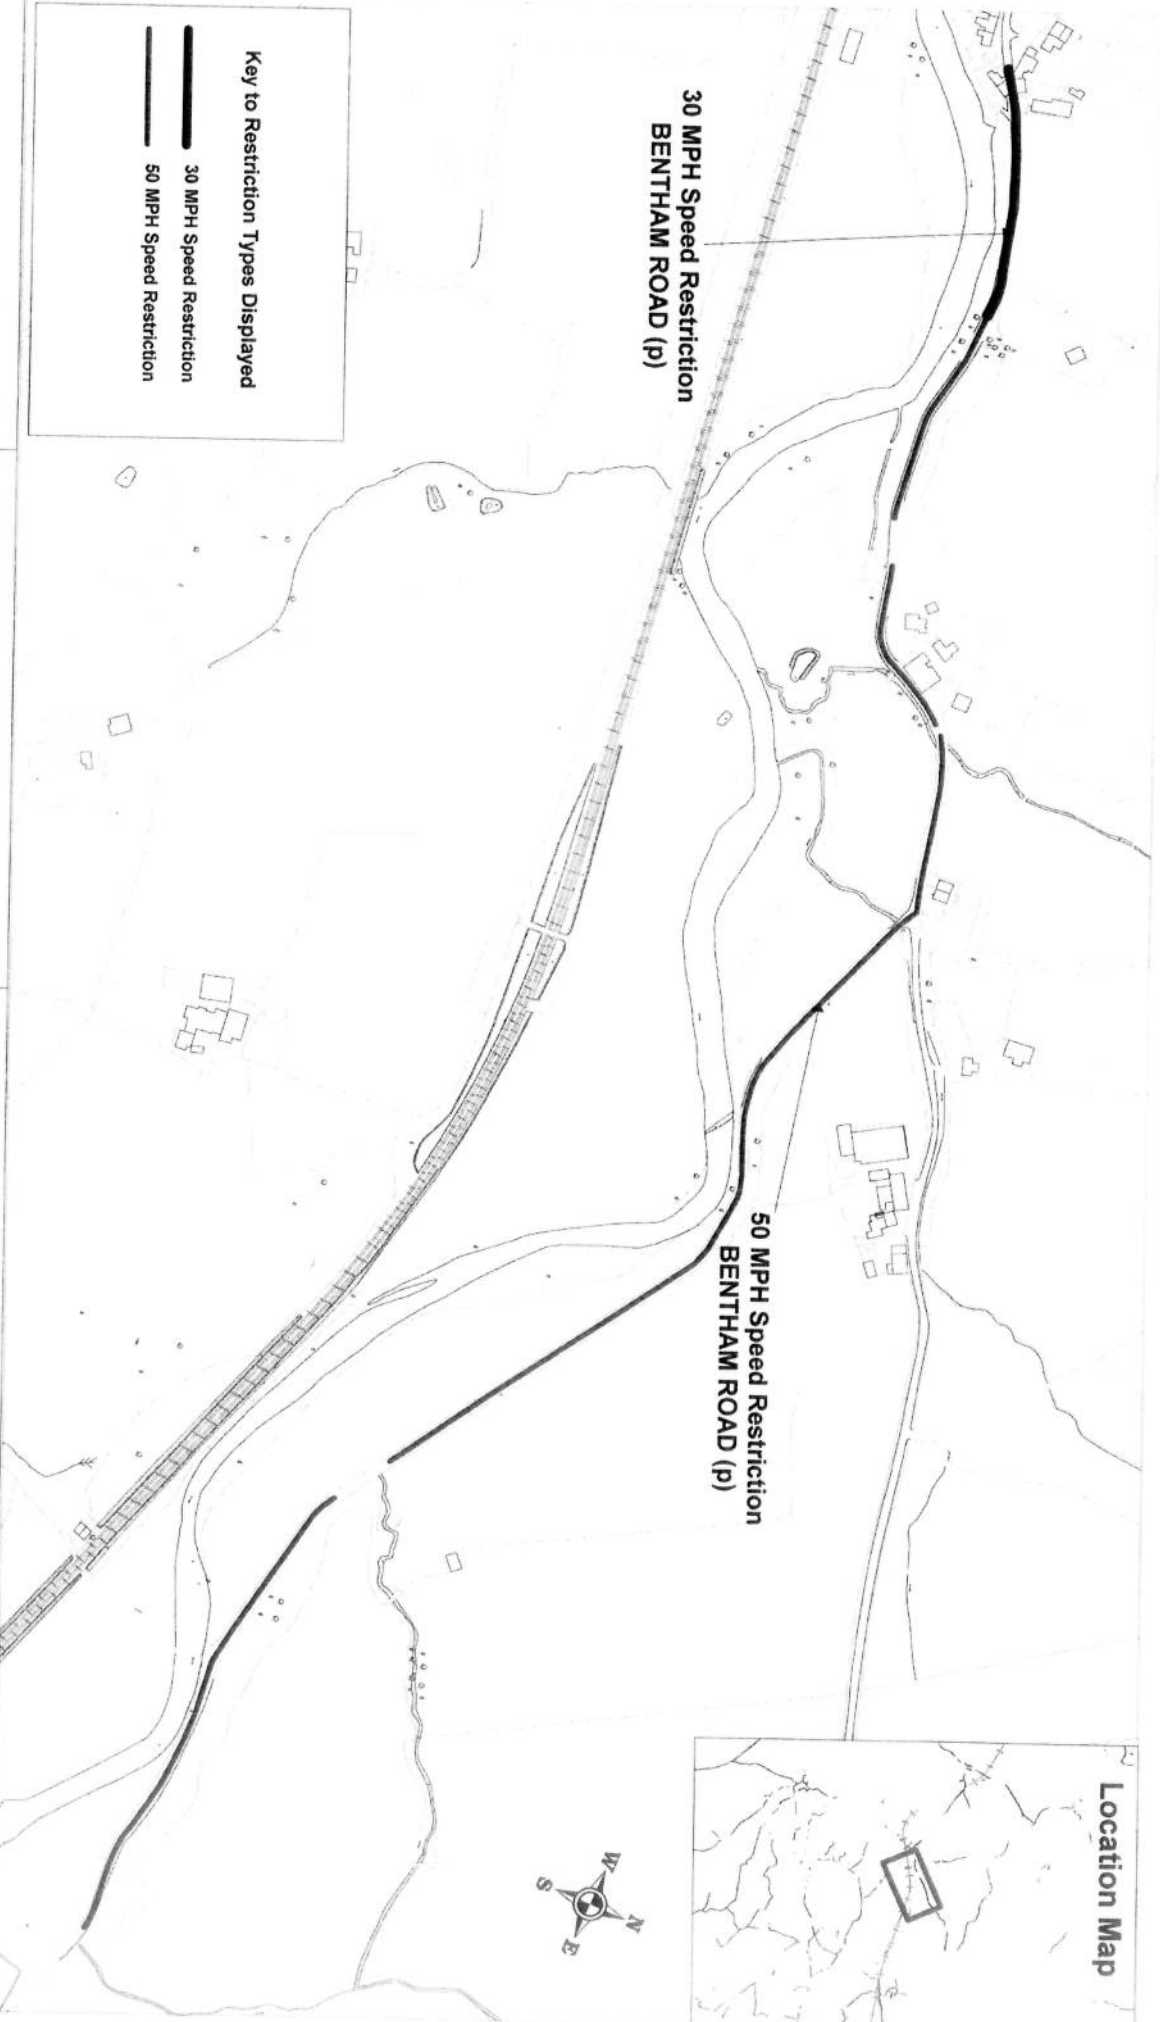 30 MPH Speed Restriction
BENTHAM ROAD (p)
50 MPH Speed Restriction
BENTHAM ROAD (p)
Key to Restriction Types Displayed
30 MPH Speed Restriction
50 MPH Speed Restriction
Location Map
N
E
S
W